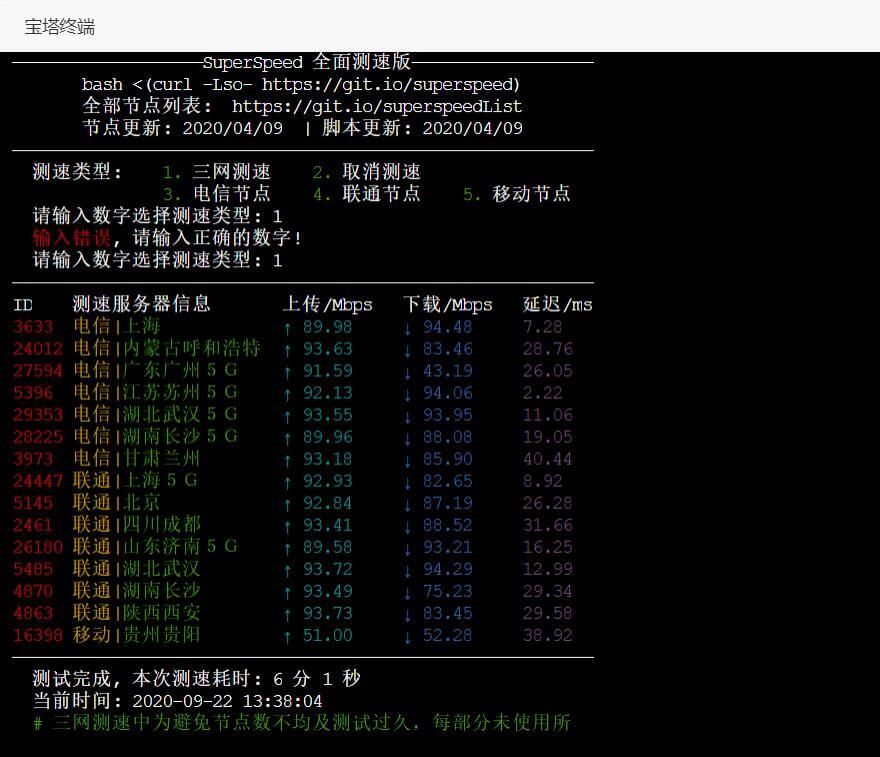 宝塔终端
SuperSpeed 全面测速版
bash <(curl -Lso- https://git.io/superspeed)
全部节点列表: https://git.io/superspeedList
节点更新: 2020/04/09 | 脚本更新: 2020/04/09
测速类型: 1. 三网测速 2. 取消测速
3. 电信节点 4. 联通节点 5. 移动节点
请输入数字选择测速类型: 1
输入错误, 请输入正确的数字!
请输入数字选择测速类型: 1
ID 测速服务器信息 上传/Mbps 下载/Mbps 延迟/ms
3633 电信|上海 ↑ 89.98 ↓ 94.48 7.28
24012 电信|内蒙古呼和浩特 ↑ 93.63 ↓ 83.46 28.76
27594 电信|广东广州５Ｇ ↑ 91.59 ↓ 43.19 26.05
5396 电信|江苏苏州５Ｇ ↑ 92.13 ↓ 94.06 2.22
29353 电信|湖北武汉５Ｇ ↑ 93.55 ↓ 93.95 11.06
28225 电信|湖南长沙５Ｇ ↑ 89.96 ↓ 88.08 19.05
3973 电信|甘肃兰州 ↑ 93.18 ↓ 85.90 40.44
24447 联通|上海５Ｇ ↑ 92.93 ↓ 82.65 8.92
5145 联通|北京 ↑ 92.84 ↓ 87.19 26.28
2461 联通|四川成都 ↑ 93.41 ↓ 88.52 31.66
26180 联通|山东济南５Ｇ ↑ 89.58 ↓ 93.21 16.25
5485 联通|湖北武汉 ↑ 93.72 ↓ 94.29 12.99
4870 联通|湖南长沙 ↑ 93.49 ↓ 75.23 29.34
4863 联通|陕西西安 ↑ 93.73 ↓ 83.45 29.58
16398 移动|贵州贵阳 ↑ 51.00 ↓ 52.28 38.92
测试完成, 本次测速耗时: 6 分 1 秒
当前时间: 2020-09-22 13:38:04
# 三网测速中为避免节点数不均及测试过久，每部分未使用所